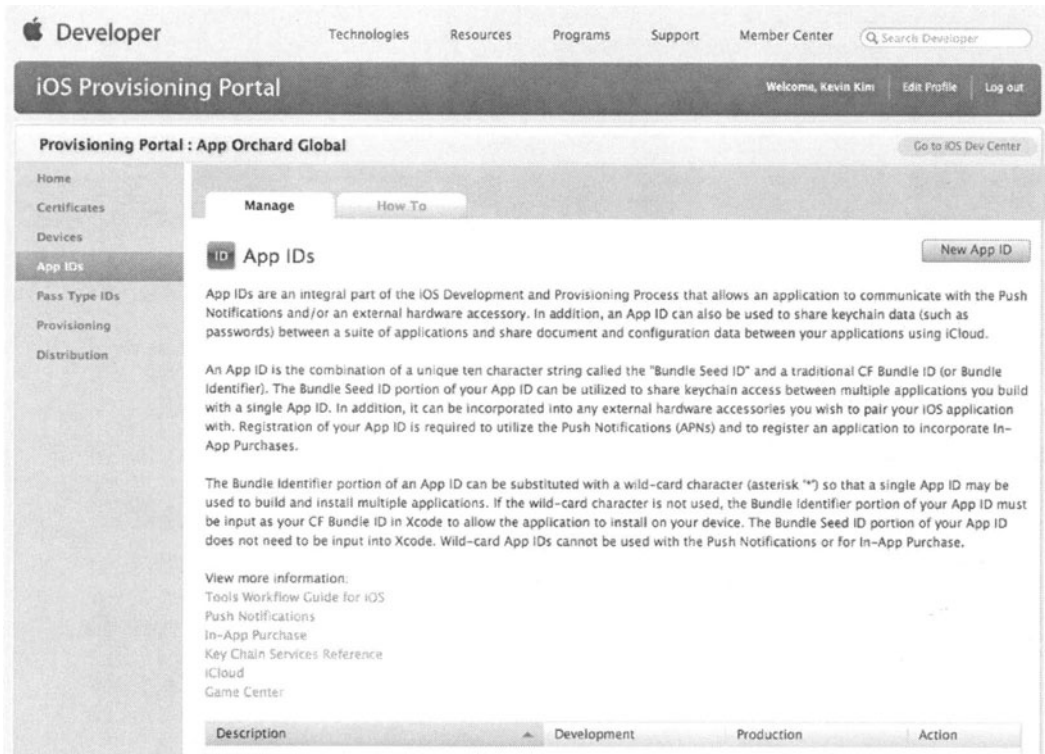 Developer
Technologies Resources Programs Support Member Center Search Developer
iOS Provisioning Portal
Welcome, Kevin Kim Edit Profile Log out
Provisioning Portal : App Orchard Global
Go to iOS Dev Center
Home
Certificates
Devices
App IDs
Pass Type IDs
Provisioning
Distribution
Manage How To
ID App IDs
New App ID
App IDs are an integral part of the iOS Development and Provisioning Process that allows an application to communicate with the Push
Notifications and/or an external hardware accessory. In addition, an App ID can also be used to share keychain data (such as
passwords) between a suite of applications and share document and configuration data between your applications using iCloud.
An App ID is the combination of a unique ten character string called the "Bundle Seed ID" and a traditional CF Bundle ID (or Bundle
Identifier). The Bundle Seed ID portion of your App ID can be utilized to share keychain access between multiple applications you build
with a single App ID. In addition, it can be incorporated into any external hardware accessories you wish to pair your iOS application
with. Registration of your App ID is required to utilize the Push Notifications (APNs) and to register an application to incorporate In-
App Purchases.
The Bundle Identifier portion of an App ID can be substituted with a wild-card character (asterisk '*') so that a single App ID may be
used to build and install multiple applications. If the wild-card character is not used, the Bundle Identifier portion of your App ID must
be input as your CF Bundle ID in Xcode to allow the application to install on your device. The Bundle Seed ID portion of your App ID
does not need to be input into Xcode. Wild-card App IDs cannot be used with the Push Notifications or for In-App Purchase.
View more information:
Tools Workflow Guide for iOS
Push Notifications
In-App Purchase
Key Chain Services Reference
iCloud
Game Center
Description Development Production Action